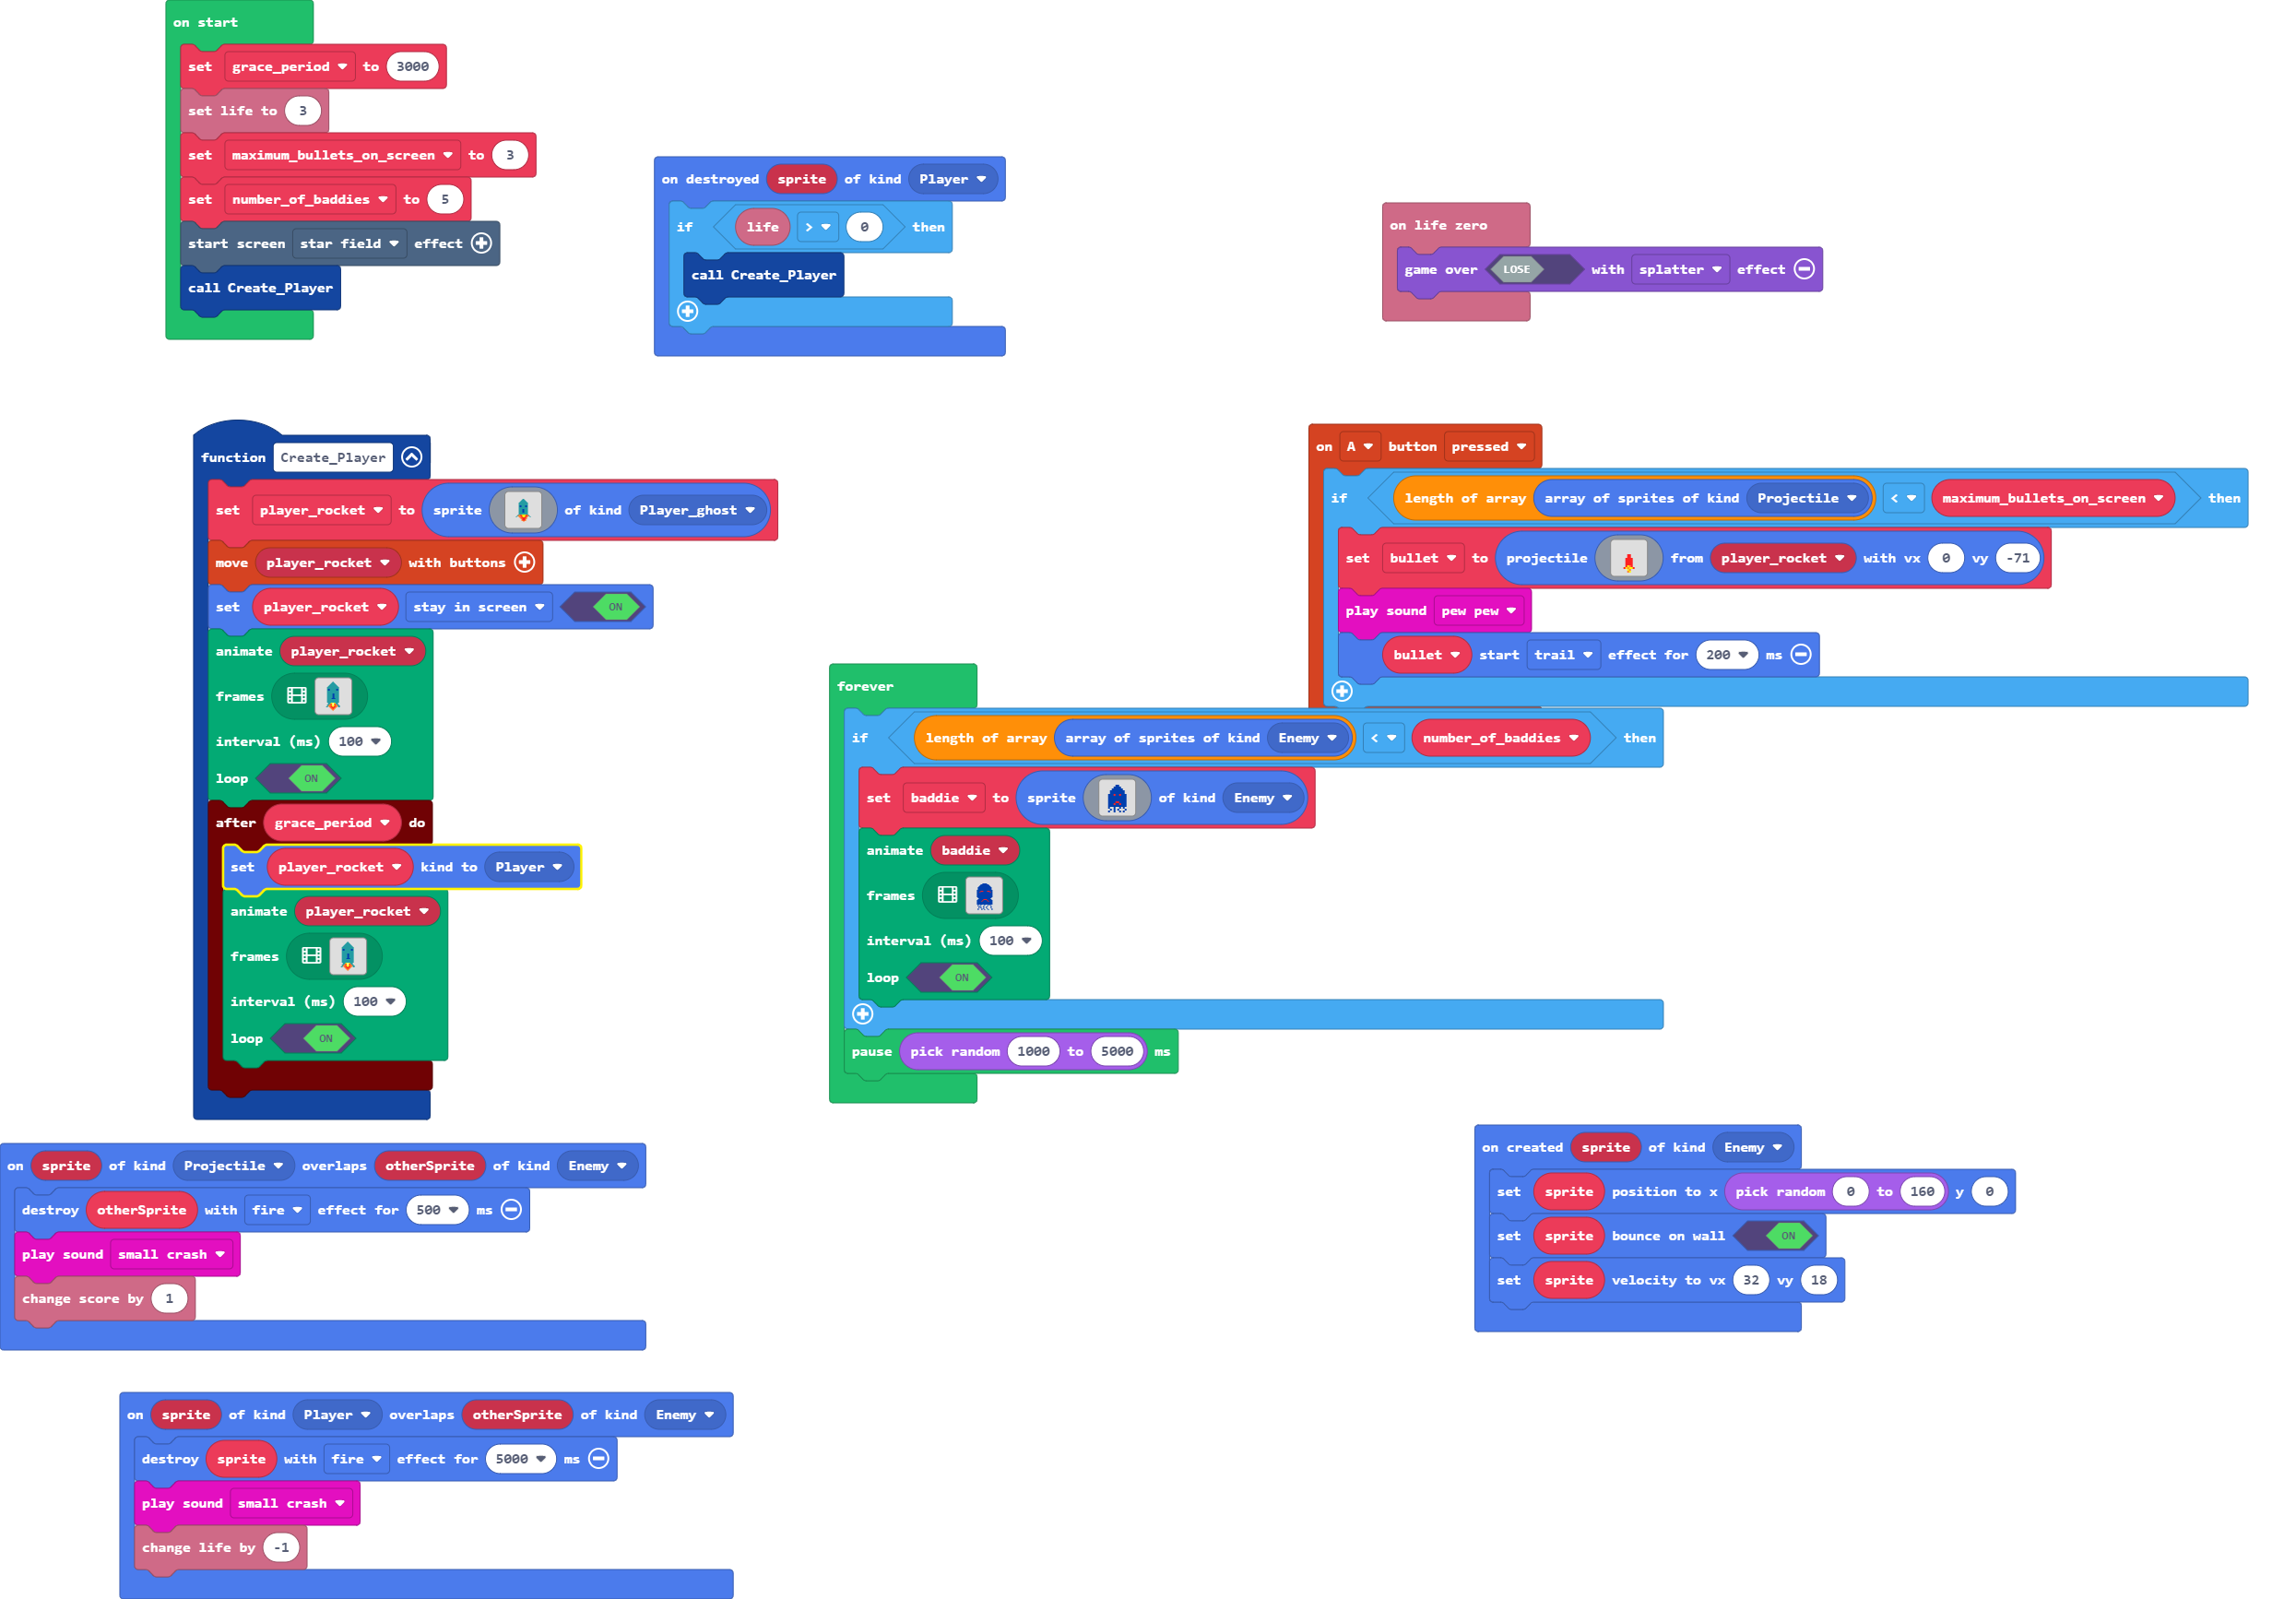 on start
set grace_period to 3000
set life to 3
set maximum_bullets_on_screen to 3
set number_of_baddies to 5
start screen star field effect
call Create_Player
on destroyed sprite of kind Player
if life > 0 then
call Create_Player
on life zero
game over LOSE with splatter effect
function Create_Player
set player_rocket to sprite of kind Player_ghost
move player_rocket with buttons
set player_rocket stay in screen ON
animate player_rocket
frames
interval (ms) 100
loop ON
after grace_period do
set player_rocket kind to Player
animate player_rocket
frames
interval (ms) 100
loop ON
on A button pressed
if length of array array of sprites of kind Projectile < maximum_bullets_on_screen then
set bullet to projectile from player_rocket with vx 0 vy -71
play sound pew pew
bullet start trail effect for 200 ms
forever
if length of array array of sprites of kind Enemy < number_of_baddies then
set baddie to sprite of kind Enemy
animate baddie
frames
interval (ms) 100
loop ON
pause pick random 1000 to 5000 ms
on sprite of kind Projectile overlaps otherSprite of kind Enemy
destroy otherSprite with fire effect for 500 ms
play sound small crash
change score by 1
on created sprite of kind Enemy
set sprite position to x pick random 0 to 160 y 0
set sprite bounce on wall ON
set sprite velocity to vx 32 vy 18
on sprite of kind Player overlaps otherSprite of kind Enemy
destroy sprite with fire effect for 5000 ms
play sound small crash
change life by -1